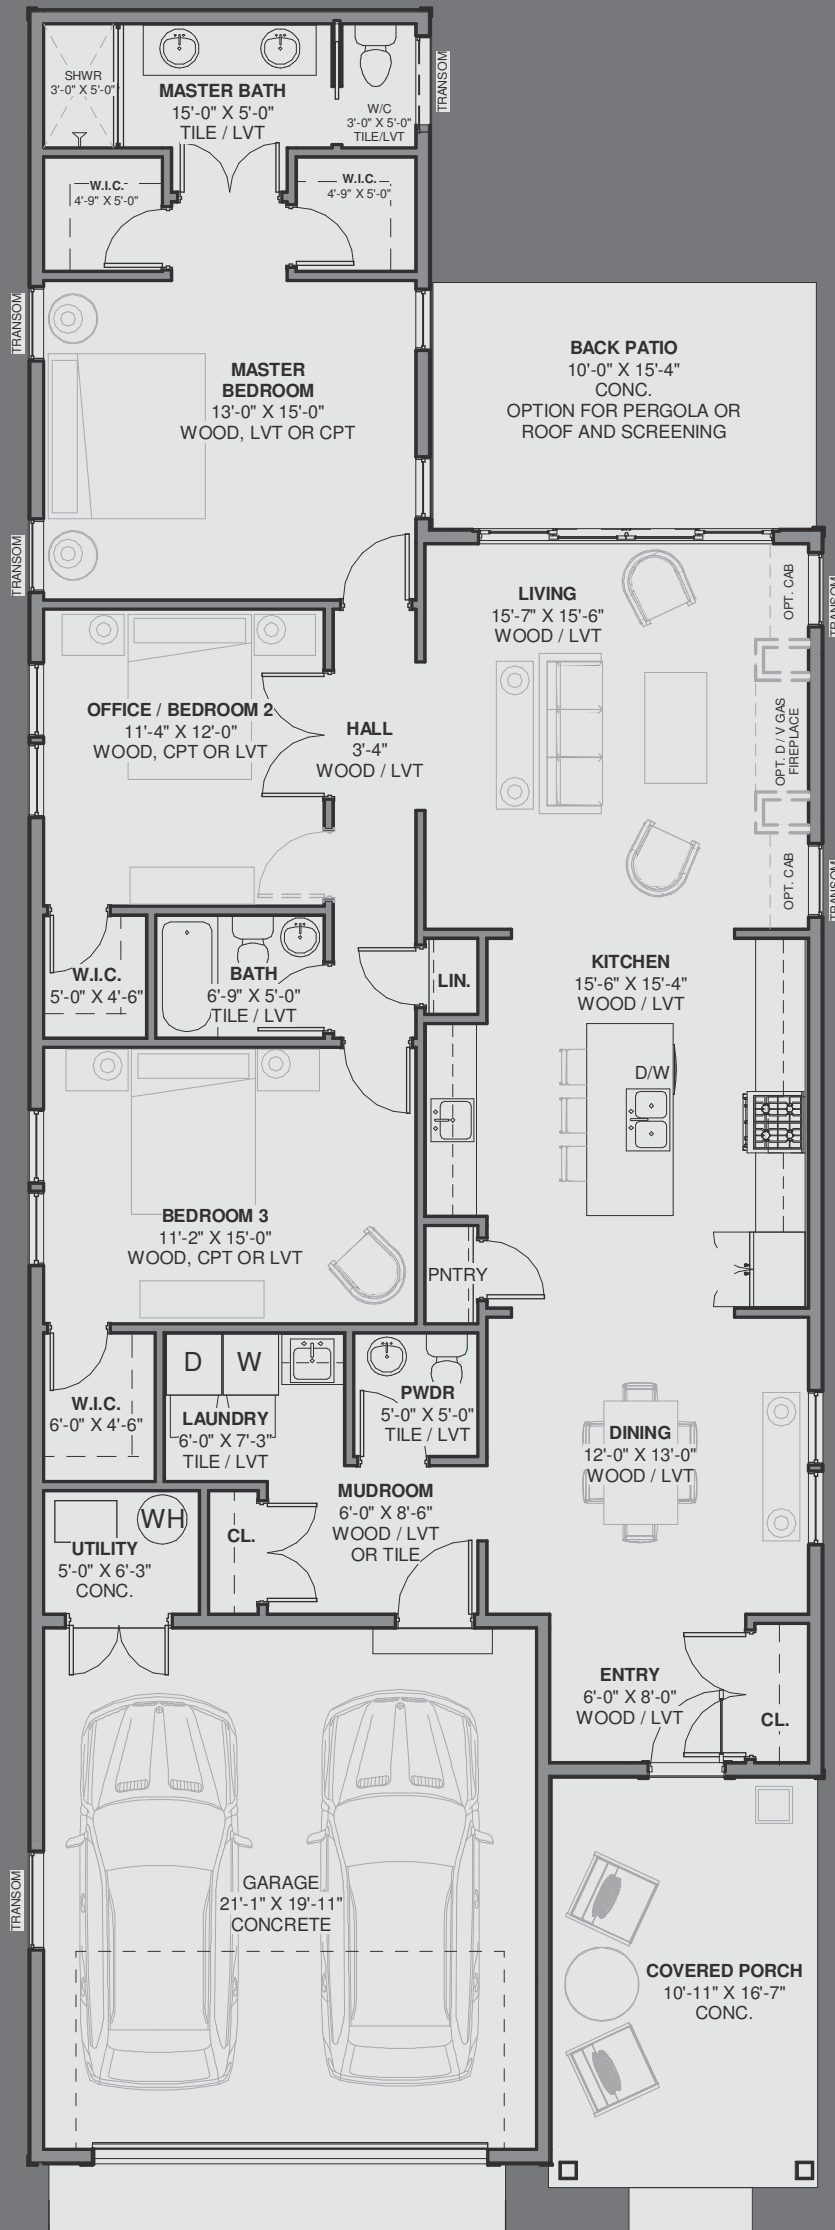 SHWR
3'-0" X 5'-0"
MASTER BATH
15'-0" X 5'-0"
TILE / LVT
W/C
3'-0" X 5'-0"
TILE/LVT
TRANSOM
W.I.C.
4'-9" X 5'-0"
W.I.C.
4'-9" X 5'-0"
TRANSOM
MASTER
BEDROOM
13'-0" X 15'-0"
WOOD, LVT OR CPT
BACK PATIO
10'-0" X 15'-4"
CONC.
OPTION FOR PERGOLA OR
ROOF AND SCREENING
TRANSOM
LIVING
15'-7" X 15'-6"
WOOD / LVT
OPT. CAB
TRANSOM
OFFICE / BEDROOM 2
11'-4" X 12'-0"
WOOD, CPT OR LVT
HALL
3'-4"
WOOD / LVT
OPT. D / V GAS
FIREPLACE
OPT. CAB
TRANSOM
W.I.C.
5'-0" X 4'-6"
BATH
6'-9" X 5'-0"
TILE / LVT
LIN.
KITCHEN
15'-6" X 15'-4"
WOOD / LVT
D/W
BEDROOM 3
11'-2" X 15'-0"
WOOD, CPT OR LVT
PNTRY
D
W
W.I.C.
6'-0" X 4'-6"
LAUNDRY
6'-0" X 7'-3"
TILE / LVT
PWDR
5'-0" X 5'-0"
TILE / LVT
DINING
12'-0" X 13'-0"
WOOD / LVT
MUDROOM
6'-0" X 8'-6"
WOOD / LVT
OR TILE
WH
UTILITY
5'-0" X 6'-3"
CONC.
CL.
ENTRY
6'-0" X 8'-0"
WOOD / LVT
CL.
TRANSOM
GARAGE
21'-1" X 19'-11"
CONCRETE
COVERED PORCH
10'-11" X 16'-7"
CONC.